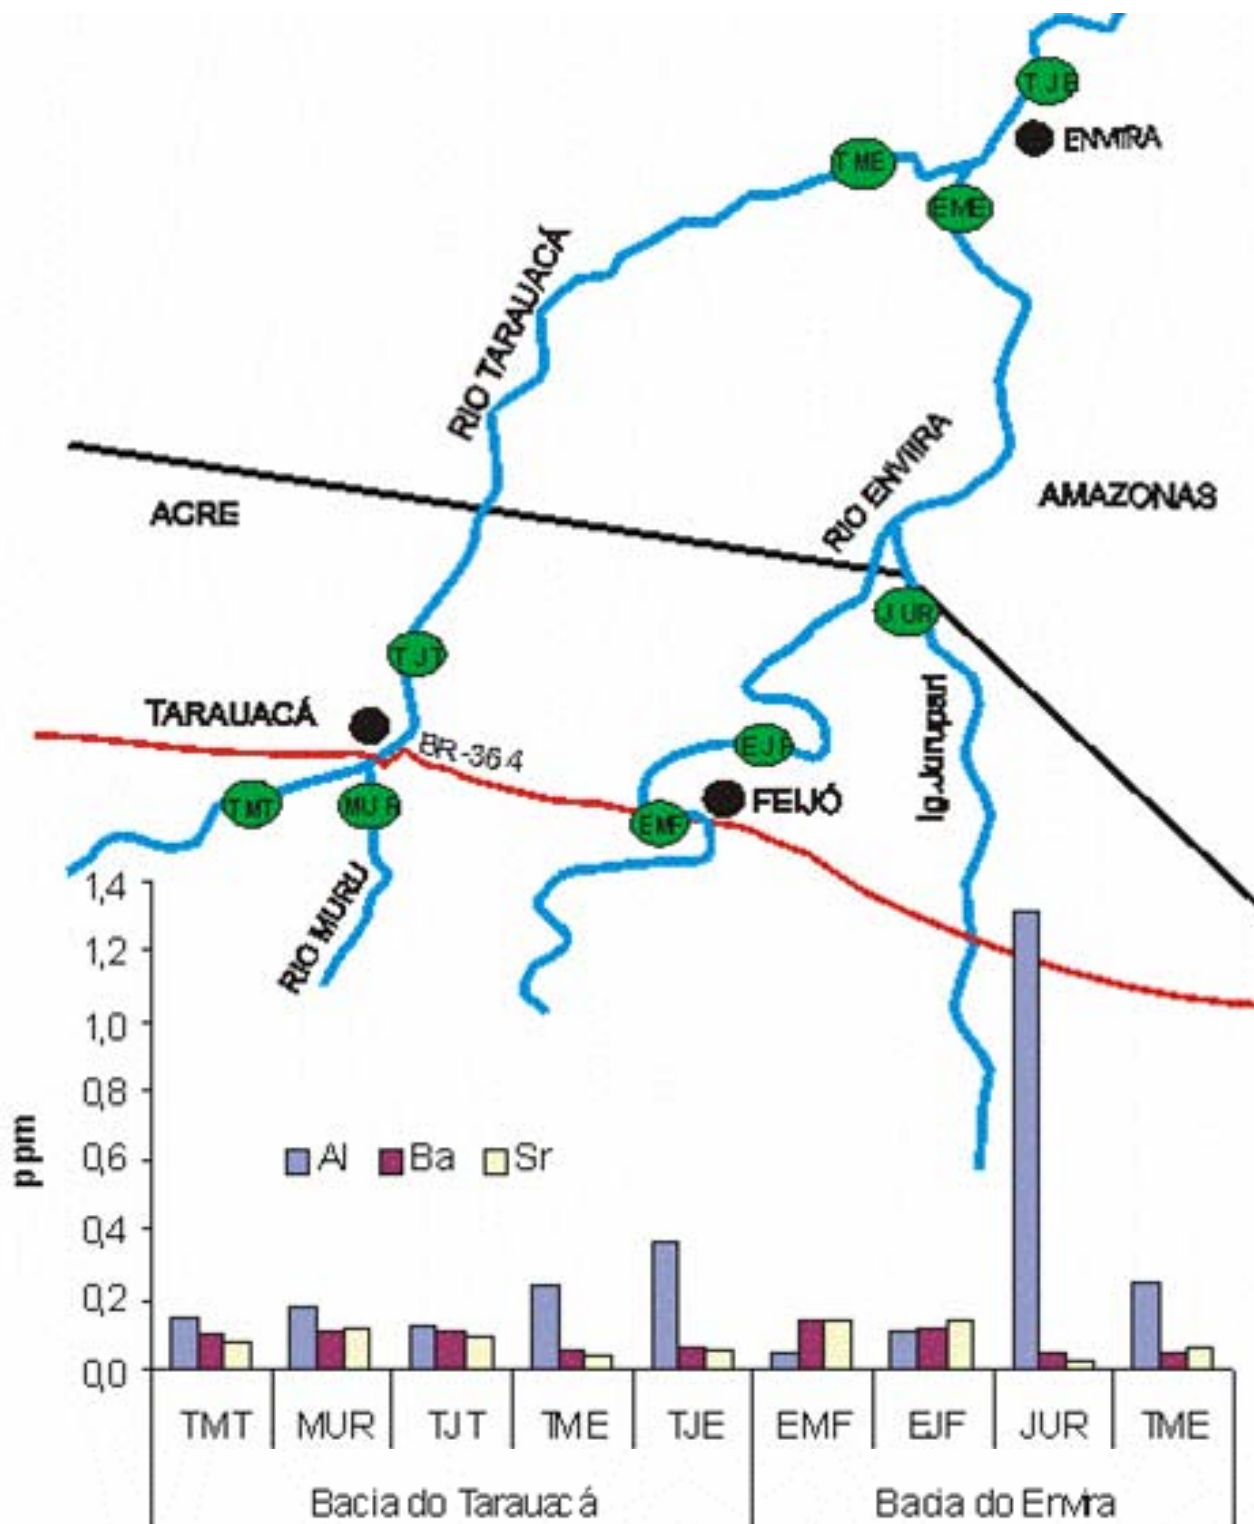 TJE
ENVIRA
TME
EME
RIO TARAUACÁ
RIO ENVIIRA
ACRE
AMAZONAS
JUR
TJT
TARAUACÁ
BR-364
Ig.Jurupari
EJF
FEIJÓ
TMT
MUR
EMF
RIO MURU
1,4
1,2
1,0
0,8
0,6
0,4
0,2
0,0
ppm
Al Ba Sr
TMT MUR TJT TME TJE EMF EJF JUR TME
Bacia do Tarauacá Bacia do Envira